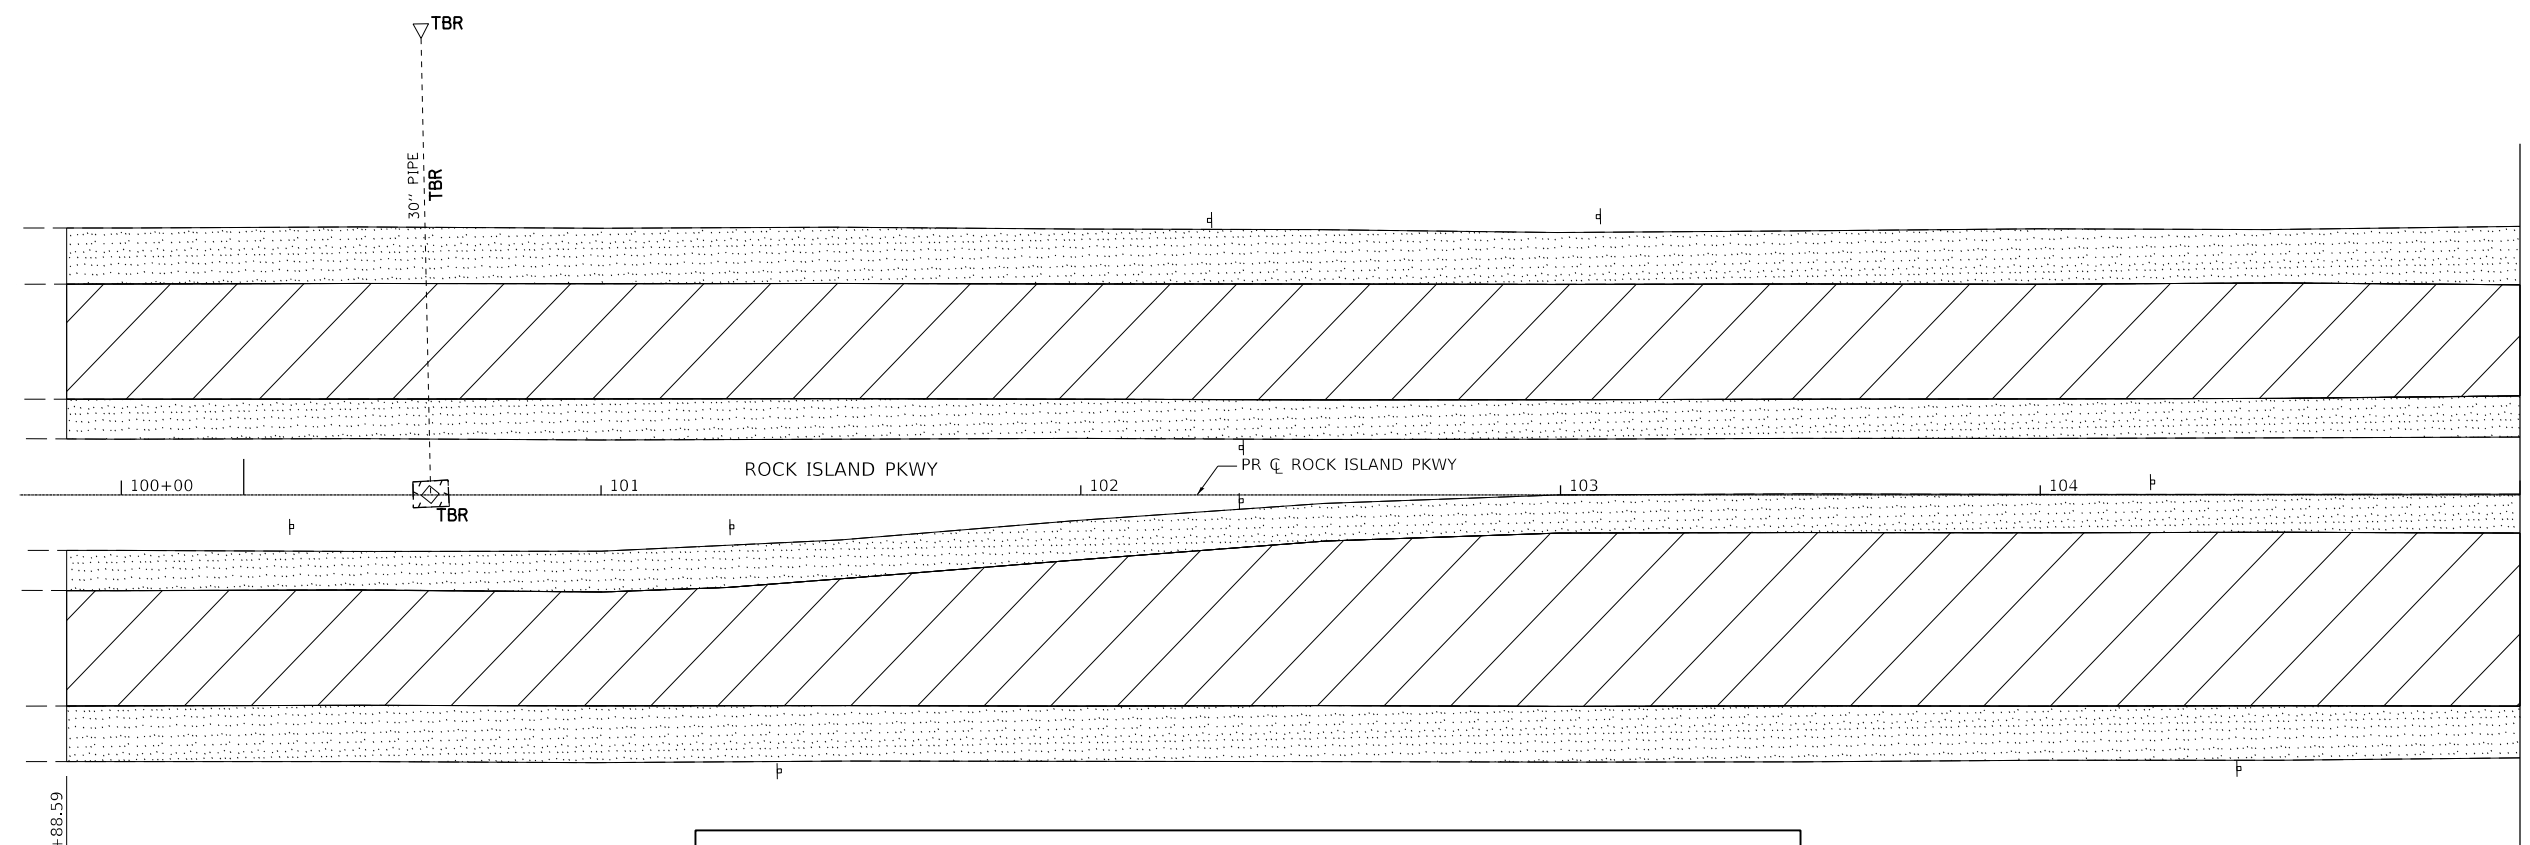 TBR
30" PIPE
TBR
ROCK ISLAND PKWY
PR ℄ ROCK ISLAND PKWY
100+00
101
102
103
104
TBR
+88.59